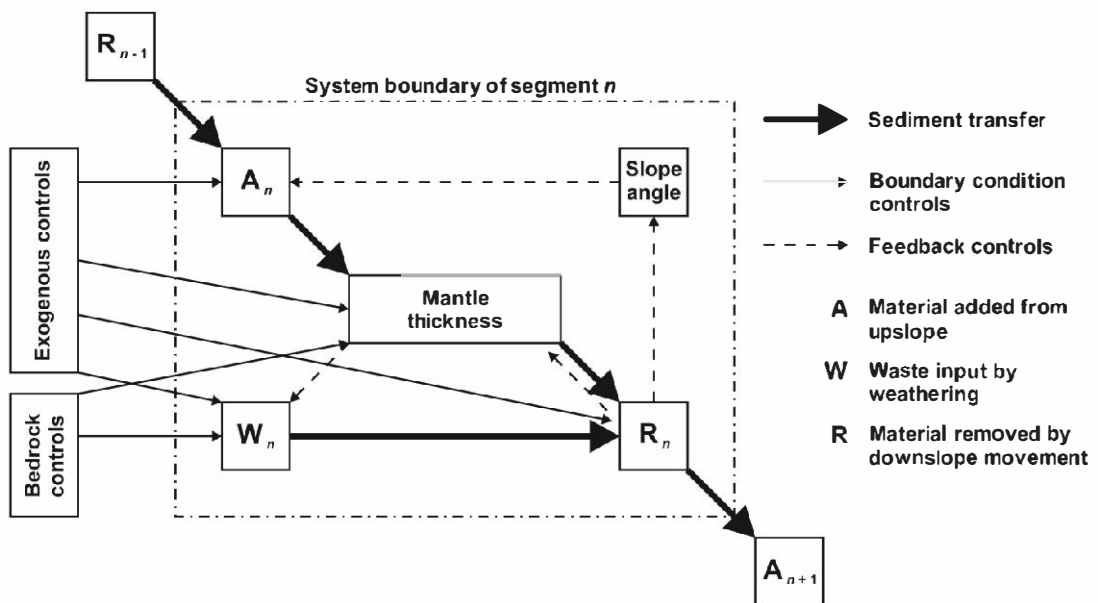 R n-1
System boundary of segment n
Sediment transfer
A n
Slope
angle
Boundary condition
controls
Feedback controls
Exogenous controls
Mantle
thickness
A Material added from
upslope
W Waste input by
weathering
R Material removed by
downslope movement
Bedrock
controls
W n
R n
A n+1